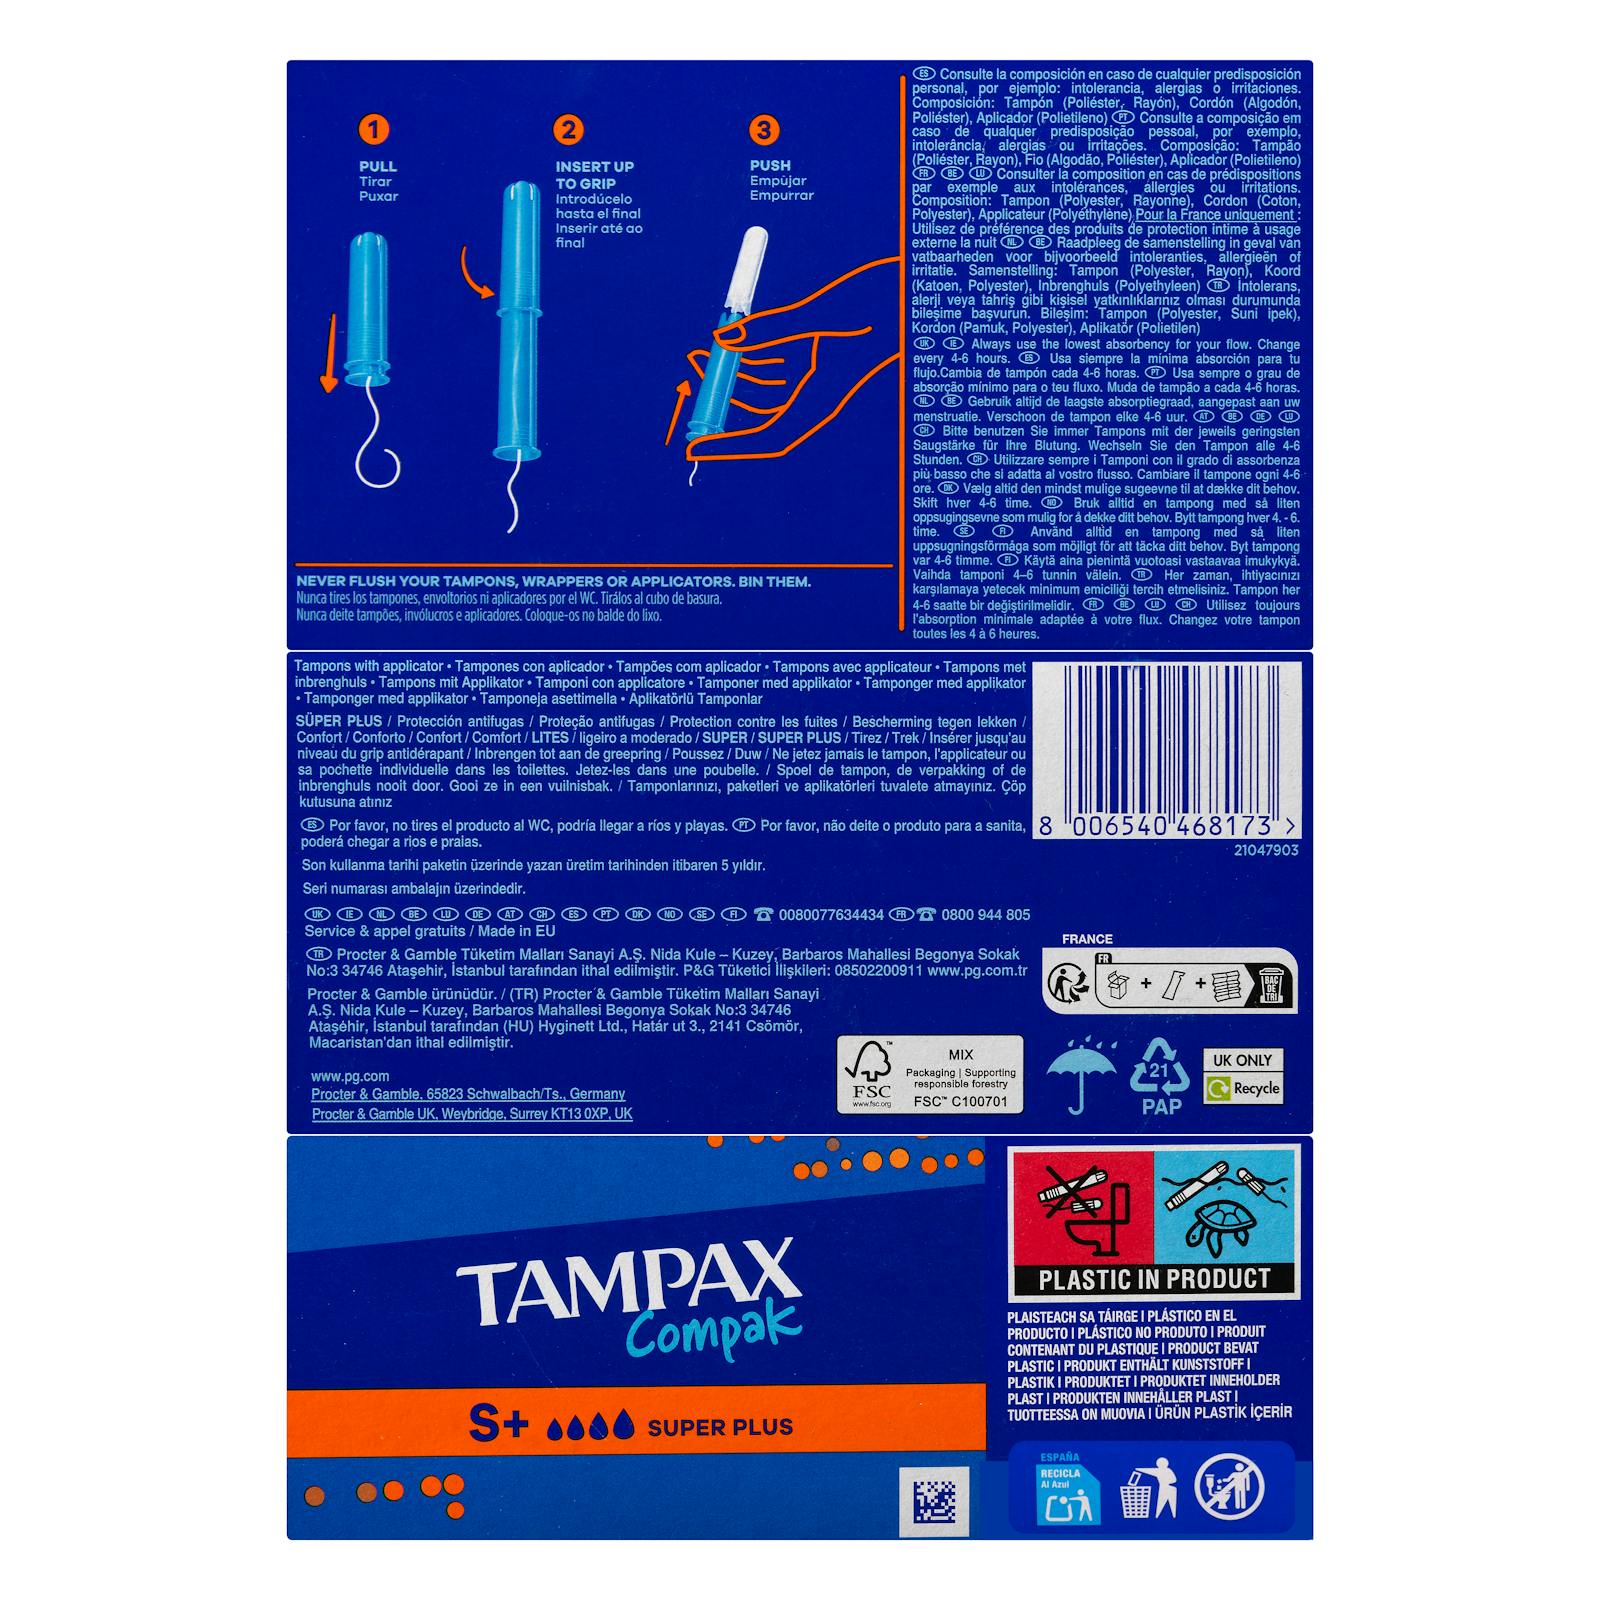 1
PULL
Tirar
Puxar
2
INSERT UP
TO GRIP
Introdúcelo
hasta el final
Inserir até ao
final
3
PUSH
Empujar
Empurrar
NEVER FLUSH YOUR TAMPONS, WRAPPERS OR APPLICATORS. BIN THEM.
Nunca tires los tampones, envoltorios ni aplicadores por el WC. Tirálos al cubo de basura.
Nunca deite tampões, invólucros e aplicadores. Coloque-os no balde do lixo.
ES Consulte la composición en caso de cualquier predisposición
personal, por ejemplo: intolerancia, alergias o irritaciones.
Composición: Tampón (Poliéster, Rayón), Cordón (Algodón,
Poliéster), Aplicador (Polietileno) PT Consulte a composição em
caso de qualquer predisposição pessoal, por exemplo,
intolerância, alergias ou irritações. Composição: Tampão
(Poliéster, Rayon), Fio (Algodão, Poliéster), Aplicador (Polietileno)
FR BE LU Consulter la composition en cas de prédispositions
par exemple aux intolérances, allergies ou irritations.
Composition: Tampon (Polyester, Rayonne), Cordon (Coton,
Polyester), Applicateur (Polyéthylène) Pour la France uniquement :
Utilisez de préférence des produits de protection intime à usage
externe la nuit NL BE Raadpleeg de samenstelling in geval van
vatbaarheden voor bijvoorbeeld intoleranties, allergieën of
irritatie. Samenstelling: Tampon (Polyester, Rayon), Koord
(Katoen, Polyester), Inbrenghuls (Polyethyleen) TR İntolerans,
alerji veya tahriş gibi kişisel yatkınlıklarınız olması durumunda
bileşime başvurun. Bileşim: Tampon (Polyester, Suni ipek),
Kordon (Pamuk, Polyester), Aplikatör (Polietilen)
UK IE Always use the lowest absorbency for your flow. Change
every 4-6 hours. ES Usa siempre la mínima absorción para tu
flujo.Cambia de tampón cada 4-6 horas. PT Usa sempre o grau de
absorção mínimo para o teu fluxo. Muda de tampão a cada 4-6 horas.
NL BE Gebruik altijd de laagste absorptiegraad, aangepast aan uw
menstruatie. Verschoon de tampon elke 4-6 uur. AT BE DE LU
CH Bitte benutzen Sie immer Tampons mit der jeweils geringsten
Saugstärke für Ihre Blutung. Wechseln Sie den Tampon alle 4-6
Stunden. CH Utilizzare sempre i Tamponi con il grado di assorbenza
più basso che si adatta al vostro flusso. Cambiare il tampone ogni 4-6
ore. DK Vælg altid den mindst mulige sugeevne til at dække dit behov.
Skift hver 4-6 time. NO Bruk alltid en tampong med så liten
oppsugingsevne som mulig for å dekke ditt behov. Bytt tampong hver 4. - 6.
time. SE FI Använd alltid en tampong med så liten
uppsugningsförmåga som möjligt för att täcka ditt behov. Byt tampong
var 4-6 timme. FI Käytä aina pienintä vuotoasi vastaavaa imukykyä.
Vaihda tamponi 4–6 tunnin välein. TR Her zaman, ihtiyacınızı
karşılamaya yetecek minimum emiciliği tercih etmelisiniz. Tampon her
4-6 saatte bir değiştirilmelidir. FR BE LU CH Utilisez toujours
l'absorption minimale adaptée à votre flux. Changez votre tampon
toutes les 4 à 6 heures.
Tampons with applicator • Tampones con aplicador • Tampões com aplicador • Tampons avec applicateur • Tampons met
inbrenghuls • Tampons mit Applikator • Tamponi con applicatore • Tamponer med applikator • Tamponger med applikator
• Tamponger med applikator • Tamponeja asettimella • Aplikatörlü Tamponlar
SÜPER PLUS / Protección antifugas / Proteção antifugas / Protection contre les fuites / Bescherming tegen lekken /
Confort / Conforto / Confort / Comfort / LITES / ligeiro a moderado / SUPER / SUPER PLUS / Tirez / Trek / Insérer jusqu'au
niveau du grip antidérapant / Inbrengen tot aan de greepring / Poussez / Duw / Ne jetez jamais le tampon, l'applicateur ou
sa pochette individuelle dans les toilettes. Jetez-les dans une poubelle. / Spoel de tampon, de verpakking of de
inbrenghuls nooit door. Gooi ze in een vuilnisbak. / Tamponlarınızı, paketleri ve aplikatörleri tuvalete atmayınız. Çöp
kutusuna atınız
ES Por favor, no tires el producto al WC, podría llegar a ríos y playas. PT Por favor, não deite o produto para a sanita,
poderá chegar a rios e praias.
Son kullanma tarihi paketin üzerinde yazan üretim tarihinden itibaren 5 yıldır.
Seri numarası ambalajın üzerindedir.
UK IE NL BE LU DE AT CH ES PT DK NO SE FI ☎ 0080077634434 FR ☎ 0800 944 805
Service & appel gratuits / Made in EU
TR Procter & Gamble Tüketim Malları Sanayi A.Ş. Nida Kule – Kuzey, Barbaros Mahallesi Begonya Sokak
No:3 34746 Ataşehir, İstanbul tarafından ithal edilmiştir. P&G Tüketici İlişkileri: 08502200911 www.pg.com.tr
Procter & Gamble ürünüdür. / (TR) Procter & Gamble Tüketim Malları Sanayi
A.Ş. Nida Kule – Kuzey, Barbaros Mahallesi Begonya Sokak No:3 34746
Ataşehir, İstanbul tarafından (HU) Hyginett Ltd., Határ ut 3., 2141 Csömör,
Macaristan'dan ithal edilmiştir.
www.pg.com
Procter & Gamble, 65823 Schwalbach/Ts., Germany
Procter & Gamble UK, Weybridge, Surrey KT13 0XP, UK
8 006540 468173 >
21047903
FRANCE
FR
+ +
BAC
DE
TRI
FSC
www.fsc.org
MIX
Packaging | Supporting
responsible forestry
FSC™ C100701
21
PAP
UK ONLY
Recycle
TAMPAX
Compak
S+ SUPER PLUS
PLASTIC IN PRODUCT
PLAISTEACH SA TÁIRGE | PLÁSTICO EN EL
PRODUCTO | PLÁSTICO NO PRODUTO | PRODUIT
CONTENANT DU PLASTIQUE | PRODUCT BEVAT
PLASTIC | PRODUKT ENTHÄLT KUNSTSTOFF |
PLASTIK I PRODUKTET | PRODUKTET INNEHOLDER
PLAST | PRODUKTEN INNEHÅLLER PLAST |
TUOTTEESSA ON MUOVIA | ÜRÜN PLASTİK İÇERİR
ESPAÑA
RECICLA
Al Azul